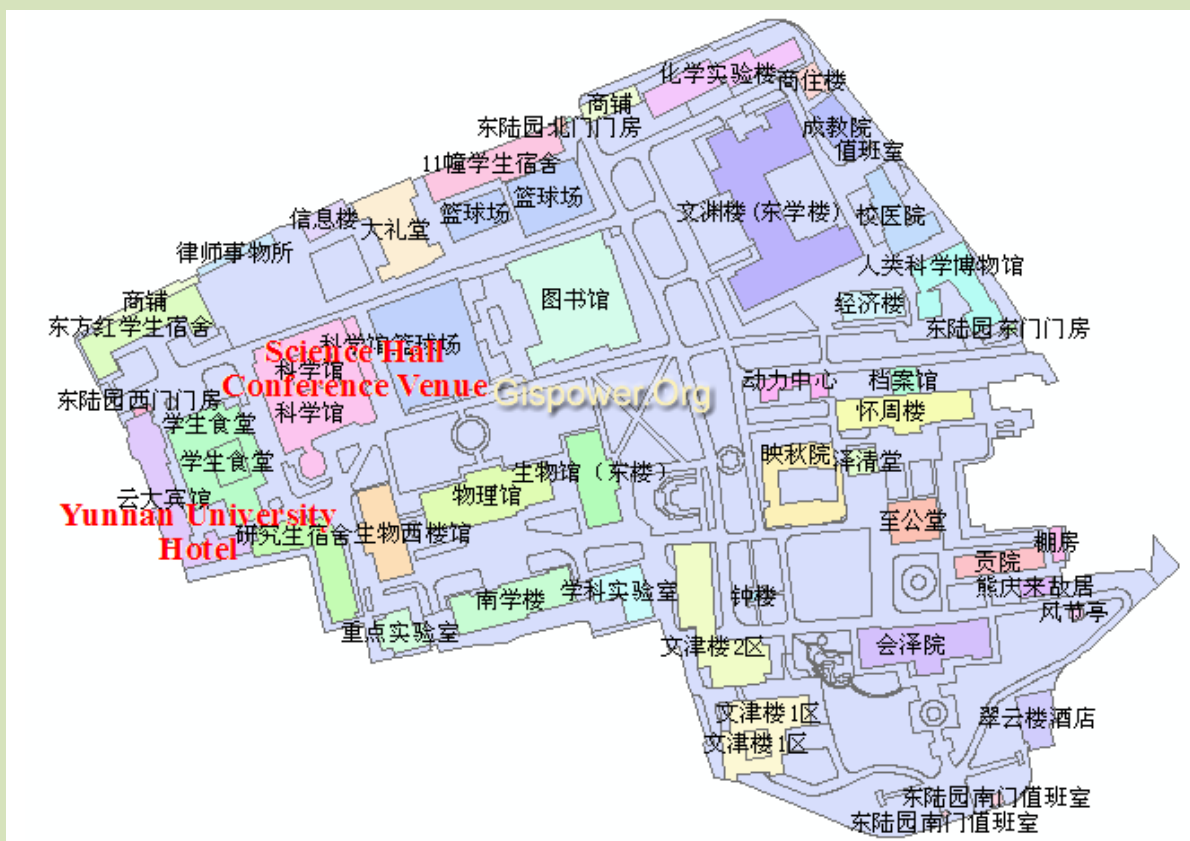 化学实验楼
商住楼
商铺
成教院
东陆园北门门房
值班室
11幢学生宿舍
篮球场
篮球场
文渊楼(东学楼)
校医院
信息楼
大礼堂
律师事物所
人类科学博物馆
商铺
图书馆
经济楼
东方红学生宿舍
东陆园东门门房
科学馆篮球场
Science Hall
科学馆
Conference Venue
Gispower.Org
动力中心
档案馆
东陆园西门门房
科学馆
怀周楼
学生食堂
学生食堂
生物馆（东楼）
映秋院
泽清堂
云大宾馆
物理馆
Yunnan University
Hotel
研究生宿舍
生物西楼馆
至公堂
棚房
贡院
熊庆来故居
学科实验室
南学楼
钟楼
风节亭
重点实验室
文津楼2区
会泽院
文津楼1区
文津楼1区
翠云楼酒店
东陆园南门值班室
东陆园南门值班室